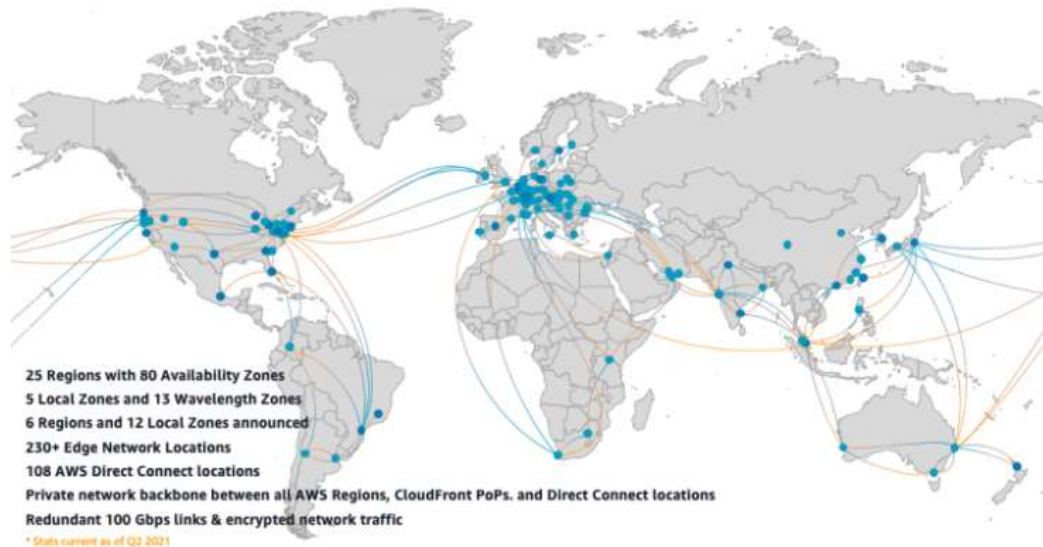 25 Regions with 80 Availability Zones
5 Local Zones and 13 Wavelength Zones
6 Regions and 12 Local Zones announced
230+ Edge Network Locations
108 AWS Direct Connect locations
Private network backbone between all AWS Regions, CloudFront PoPs. and Direct Connect locations
Redundant 100 Gbps links & encrypted network traffic
* Stats current as of Q2 2021